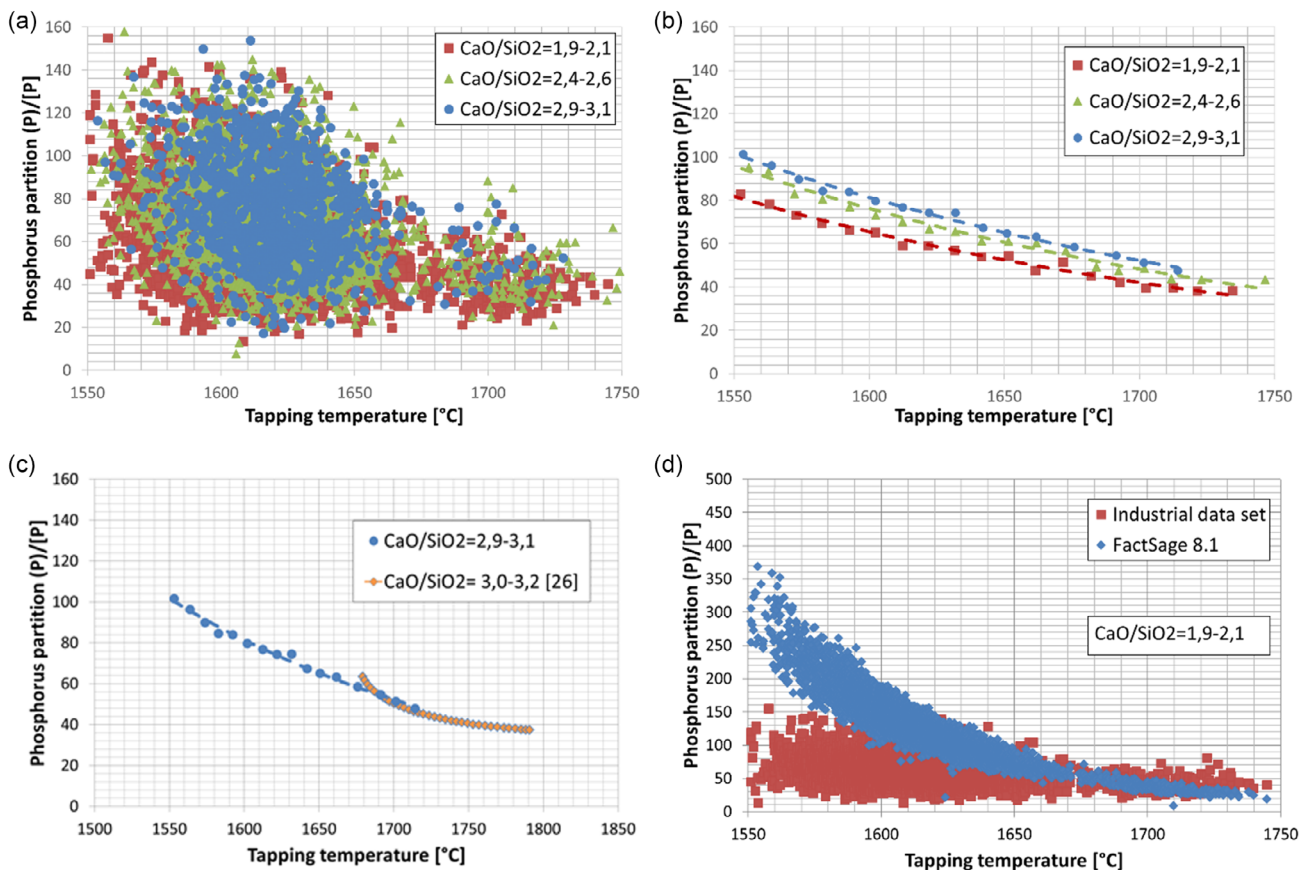 (a)
Phosphorus partition (P)/[P]
160
140
120
100
80
60
40
20
0
CaO/SiO2=1,9-2,1
CaO/SiO2=2,4-2,6
CaO/SiO2=2,9-3,1
1550 1600 1650 1700 1750
Tapping temperature [°C]
(b)
Phosphorus partition (P)/[P]
160
140
120
100
80
60
40
20
0
CaO/SiO2=1,9-2,1
CaO/SiO2=2,4-2,6
CaO/SiO2=2,9-3,1
1550 1600 1650 1700 1750
Tapping temperature [°C]
(c)
Phosphorus partition (P)/[P]
160
140
120
100
80
60
40
20
0
CaO/SiO2=2,9-3,1
CaO/SiO2= 3,0-3,2 [26]
1500 1550 1600 1650 1700 1750 1800 1850
Tapping temperature [°C]
(d)
Phosphorus partition (P)/[P]
500
450
400
350
300
250
200
150
100
50
0
Industrial data set
FactSage 8.1
CaO/SiO2=1,9-2,1
1550 1600 1650 1700 1750
Tapping temperature [°C]